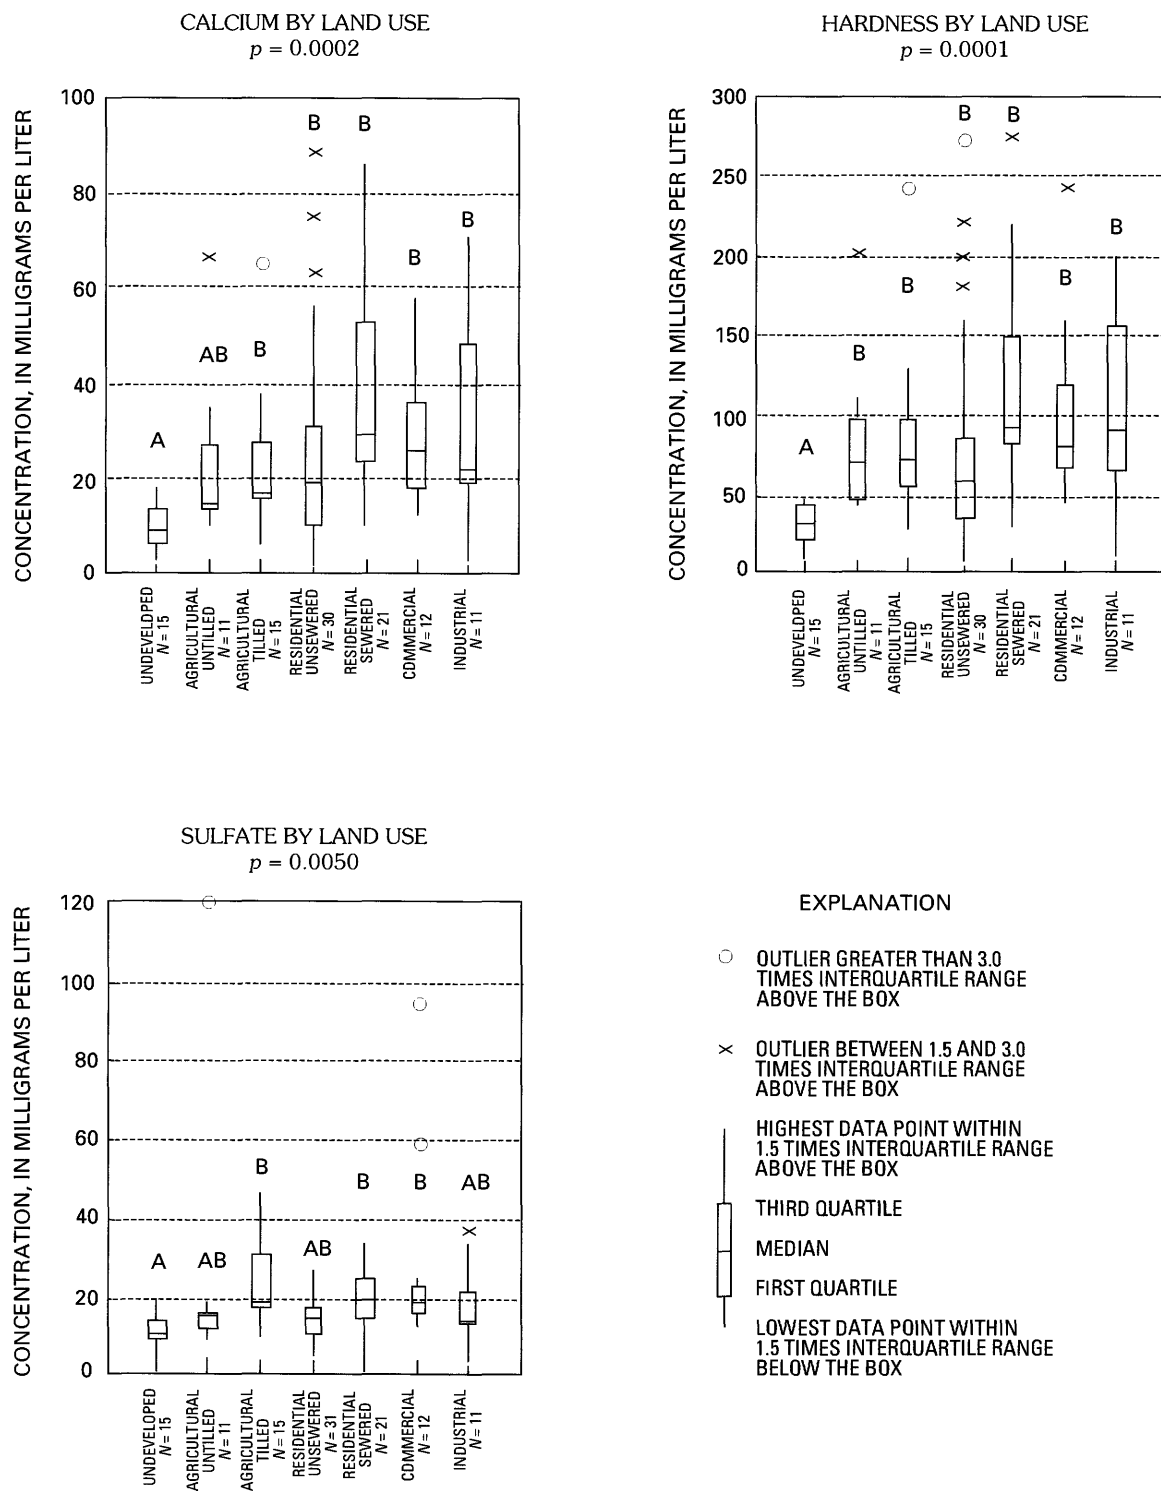 CALCIUM BY LAND USE
p = 0.0002
CONCENTRATION, IN MILLIGRAMS PER LITER
100
80
60
40
20
0
A
AB
B
B
B
B
B
UNDEVELOPED
N = 15
AGRICULTURAL
UNTILLED
N = 11
AGRICULTURAL
TILLED
N = 15
RESIDENTIAL
UNSEWERED
N = 30
RESIDENTIAL
SEWERED
N = 21
COMMERCIAL
N = 12
INDUSTRIAL
N = 11
HARDNESS BY LAND USE
p = 0.0001
CONCENTRATION, IN MILLIGRAMS PER LITER
300
250
200
150
100
50
0
A
B
B
B
B
B
B
UNDEVELOPED
N = 15
AGRICULTURAL
UNTILLED
N = 11
AGRICULTURAL
TILLED
N = 15
RESIDENTIAL
UNSEWERED
N = 30
RESIDENTIAL
SEWERED
N = 21
COMMERCIAL
N = 12
INDUSTRIAL
N = 11
SULFATE BY LAND USE
p = 0.0050
CONCENTRATION, IN MILLIGRAMS PER LITER
120
100
80
60
40
20
0
A
AB
B
AB
B
B
AB
UNDEVELOPED
N = 15
AGRICULTURAL
UNTILLED
N = 11
AGRICULTURAL
TILLED
N = 15
RESIDENTIAL
UNSEWERED
N = 31
RESIDENTIAL
SEWERED
N = 21
COMMERCIAL
N = 12
INDUSTRIAL
N = 11
EXPLANATION
OUTLIER GREATER THAN 3.0
TIMES INTERQUARTILE RANGE
ABOVE THE BOX
OUTLIER BETWEEN 1.5 AND 3.0
TIMES INTERQUARTILE RANGE
ABOVE THE BOX
HIGHEST DATA POINT WITHIN
1.5 TIMES INTERQUARTILE RANGE
ABOVE THE BOX
THIRD QUARTILE
MEDIAN
FIRST QUARTILE
LOWEST DATA POINT WITHIN
1.5 TIMES INTERQUARTILE RANGE
BELOW THE BOX